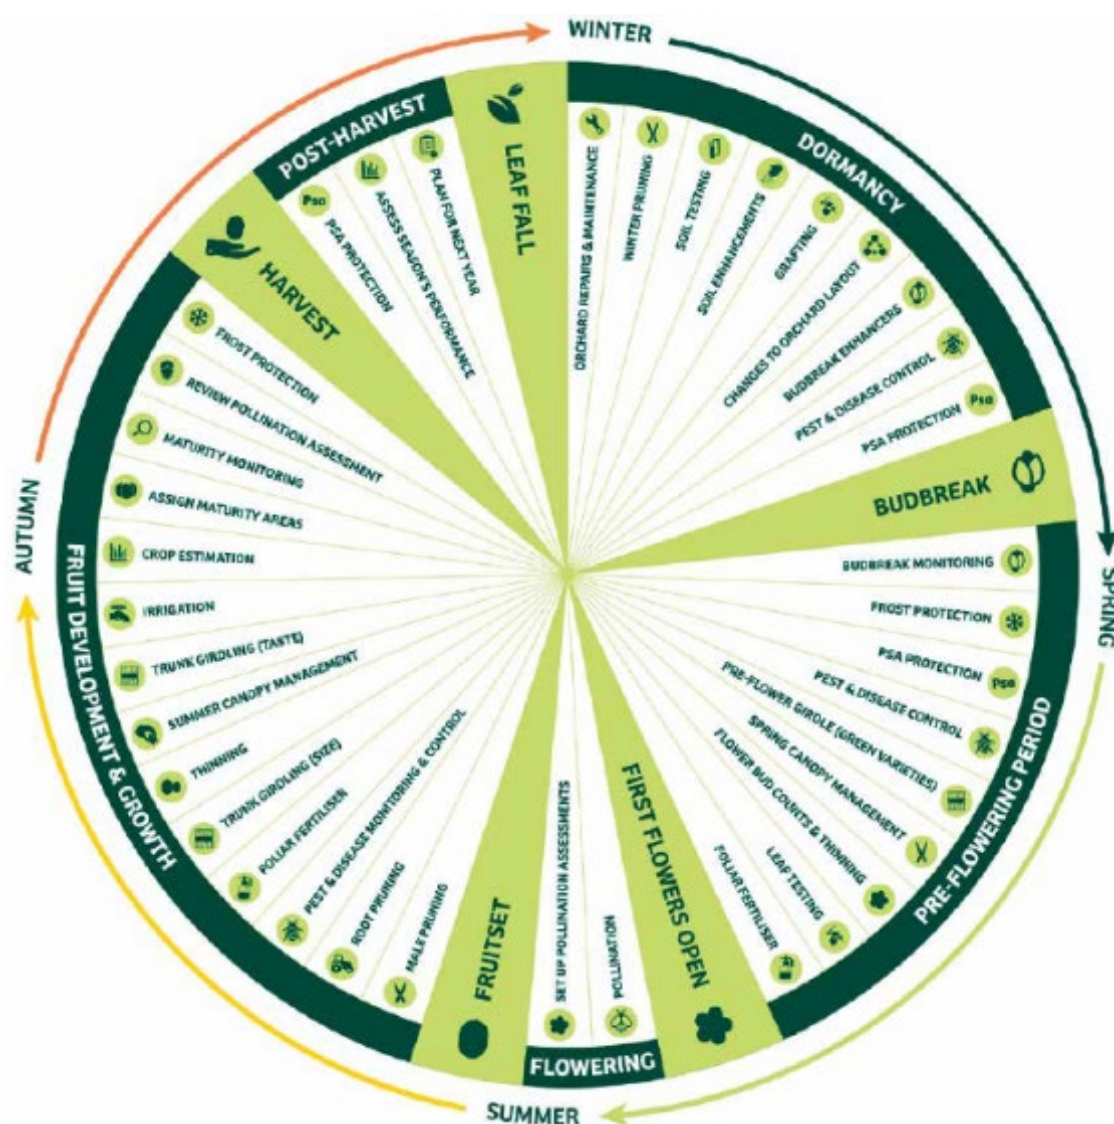 WINTER
DORMANCY
ORCHARD REPAIRS & MAINTENANCE
WINTER PRUNING
SOIL TESTING
SOIL ENHANCEMENTS
GRAFTING
CHANGES TO ORCHARD LAYOUT
BUDBREAK ENHANCERS
PEST & DISEASE CONTROL
PSA PROTECTION
Psa
BUDBREAK
SPRING
PRE-FLOWERING PERIOD
BUDBREAK MONITORING
FROST PROTECTION
PSA PROTECTION
Psa
PEST & DISEASE CONTROL
PRE-FLOWER GIRDLE (GREEN VARIETIES)
SPRING CANOPY MANAGEMENT
FLOWER BUD COUNTS & THINNING
LEAF TESTING
FOLIAR FERTILISER
FIRST FLOWERS OPEN
FLOWERING
POLLINATION
SET UP POLLINATION ASSESSMENTS
SUMMER
FRUITSET
FRUIT DEVELOPMENT & GROWTH
MALE PRUNING
ROOT PRUNING
PEST & DISEASE MONITORING & CONTROL
FOLIAR FERTILISER
TRUNK GIRDLING (SIZE)
THINNING
SUMMER CANOPY MANAGEMENT
TRUNK GIRDLING (TASTE)
IRRIGATION
CROP ESTIMATION
ASSIGN MATURITY AREAS
MATURITY MONITORING
REVIEW POLLINATION ASSESSMENT
FROST PROTECTION
AUTUMN
HARVEST
POST-HARVEST
Psa
PSA PROTECTION
ASSESS SEASON'S PERFORMANCE
PLAN FOR NEXT YEAR
LEAF FALL